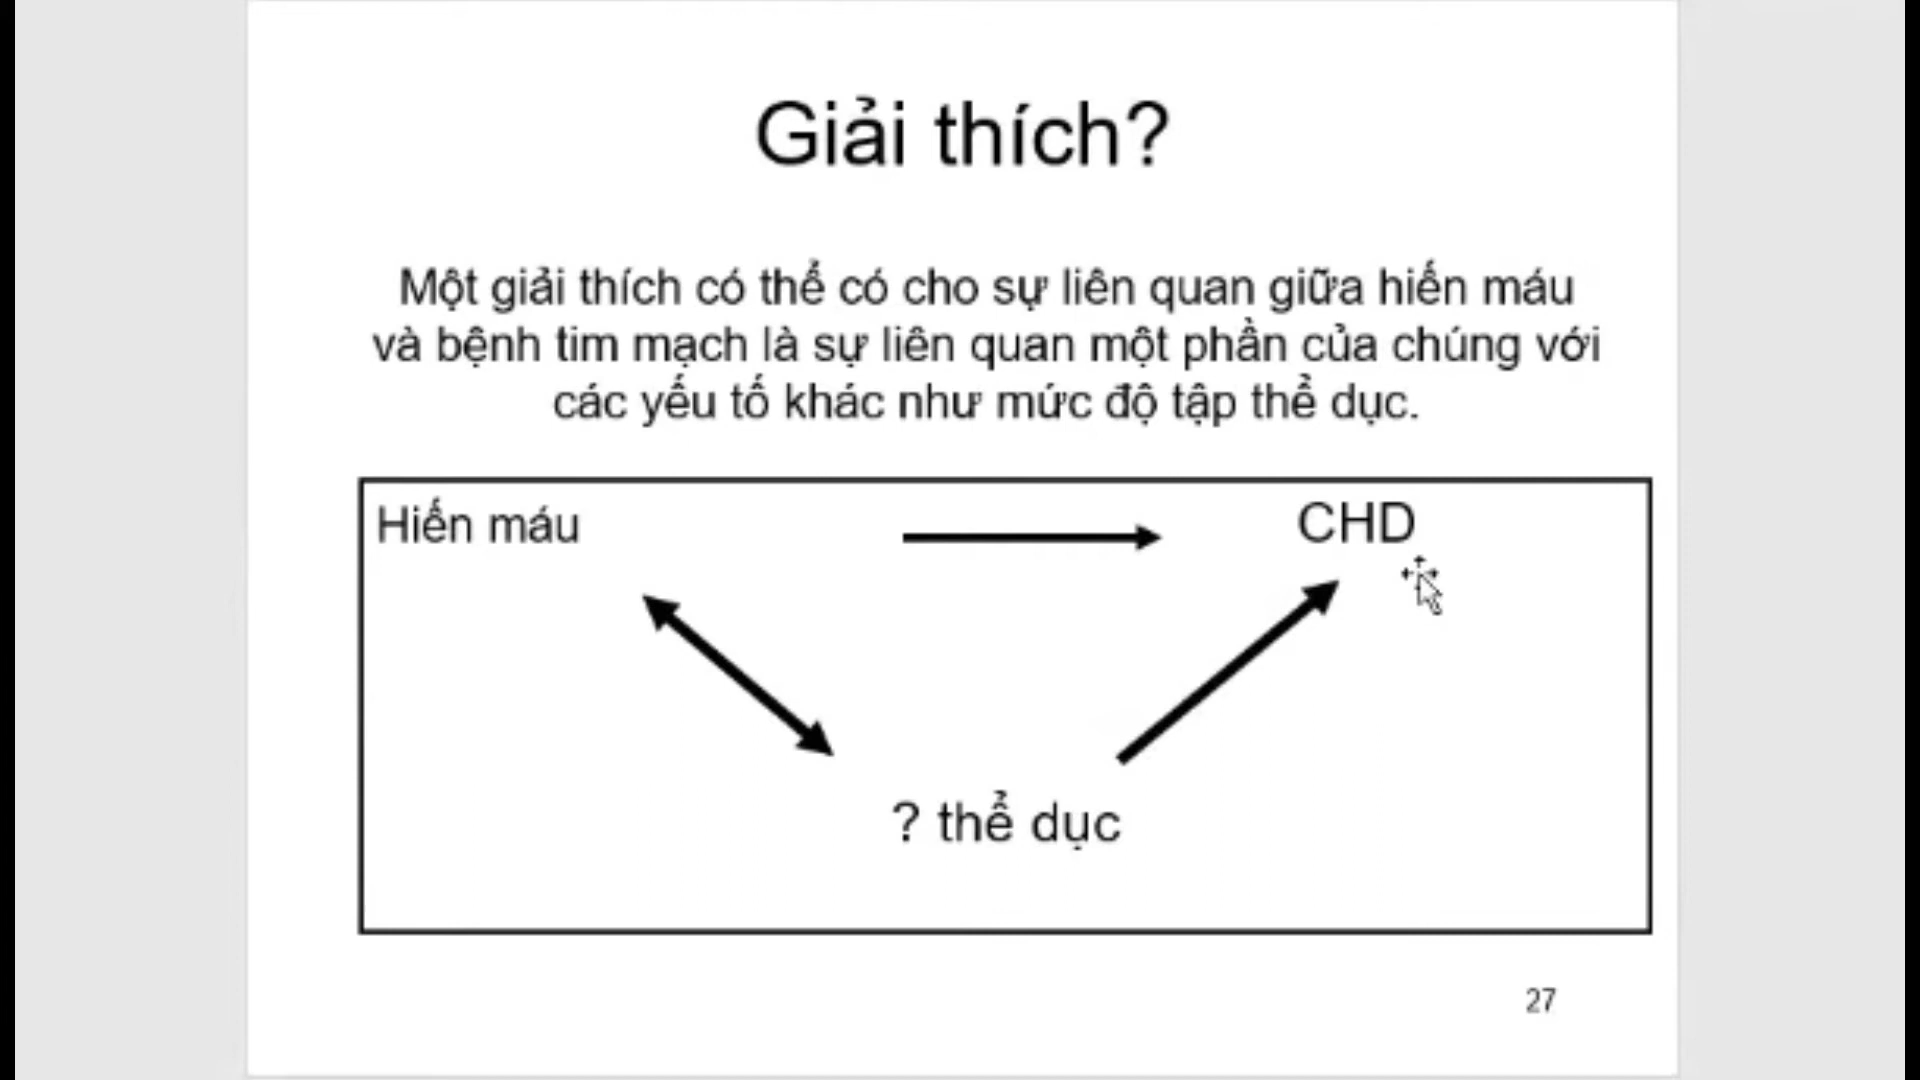 Giải thích?
Một giải thích có thể có cho sự liên quan giữa hiến máu
và bệnh tim mạch là sự liên quan một phần của chúng với
các yếu tố khác như mức độ tập thể dục.
Hiến máu
CHD
? thể dục
27